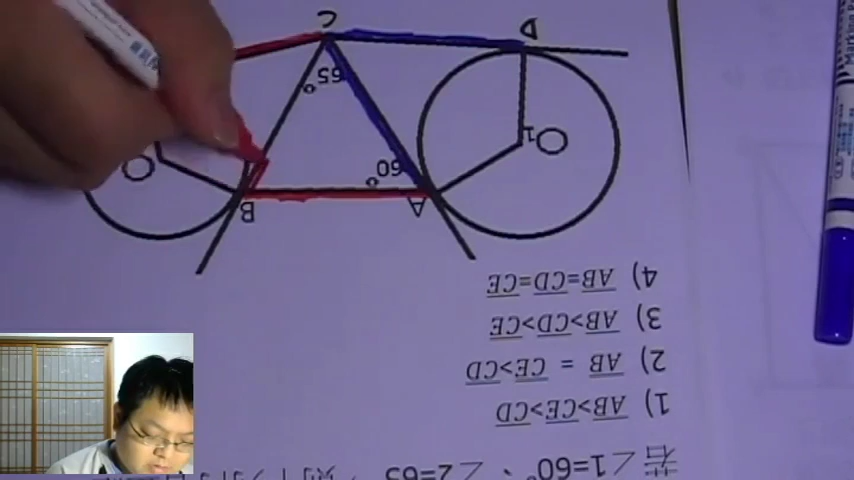 若∠1=60°、∠2=65
1) AB>CE>CD
2) AB = CE>CD
3) AB>CD>CE
4) AB=CD=CE
A B
60°
O 1 O
65°
D C